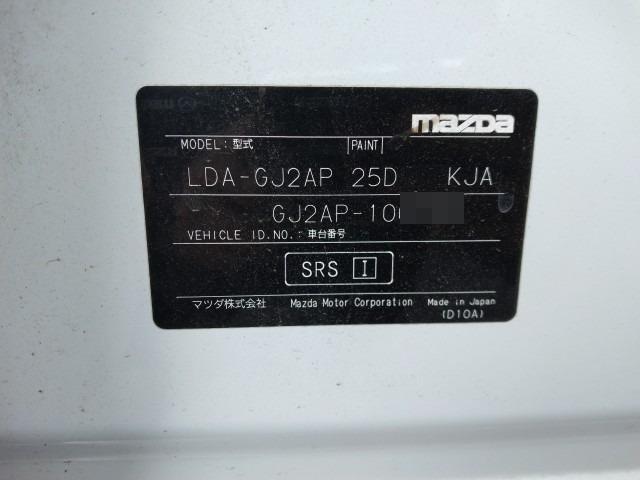 mazda
MODEL: 型式 PAINT
LDA-GJ2AP 25D KJA
GJ2AP-10
VEHICLE ID.NO.: 車台番号
SRS I
マツダ株式会社 Mazda Motor Corporation Made in Japan
(D10A)